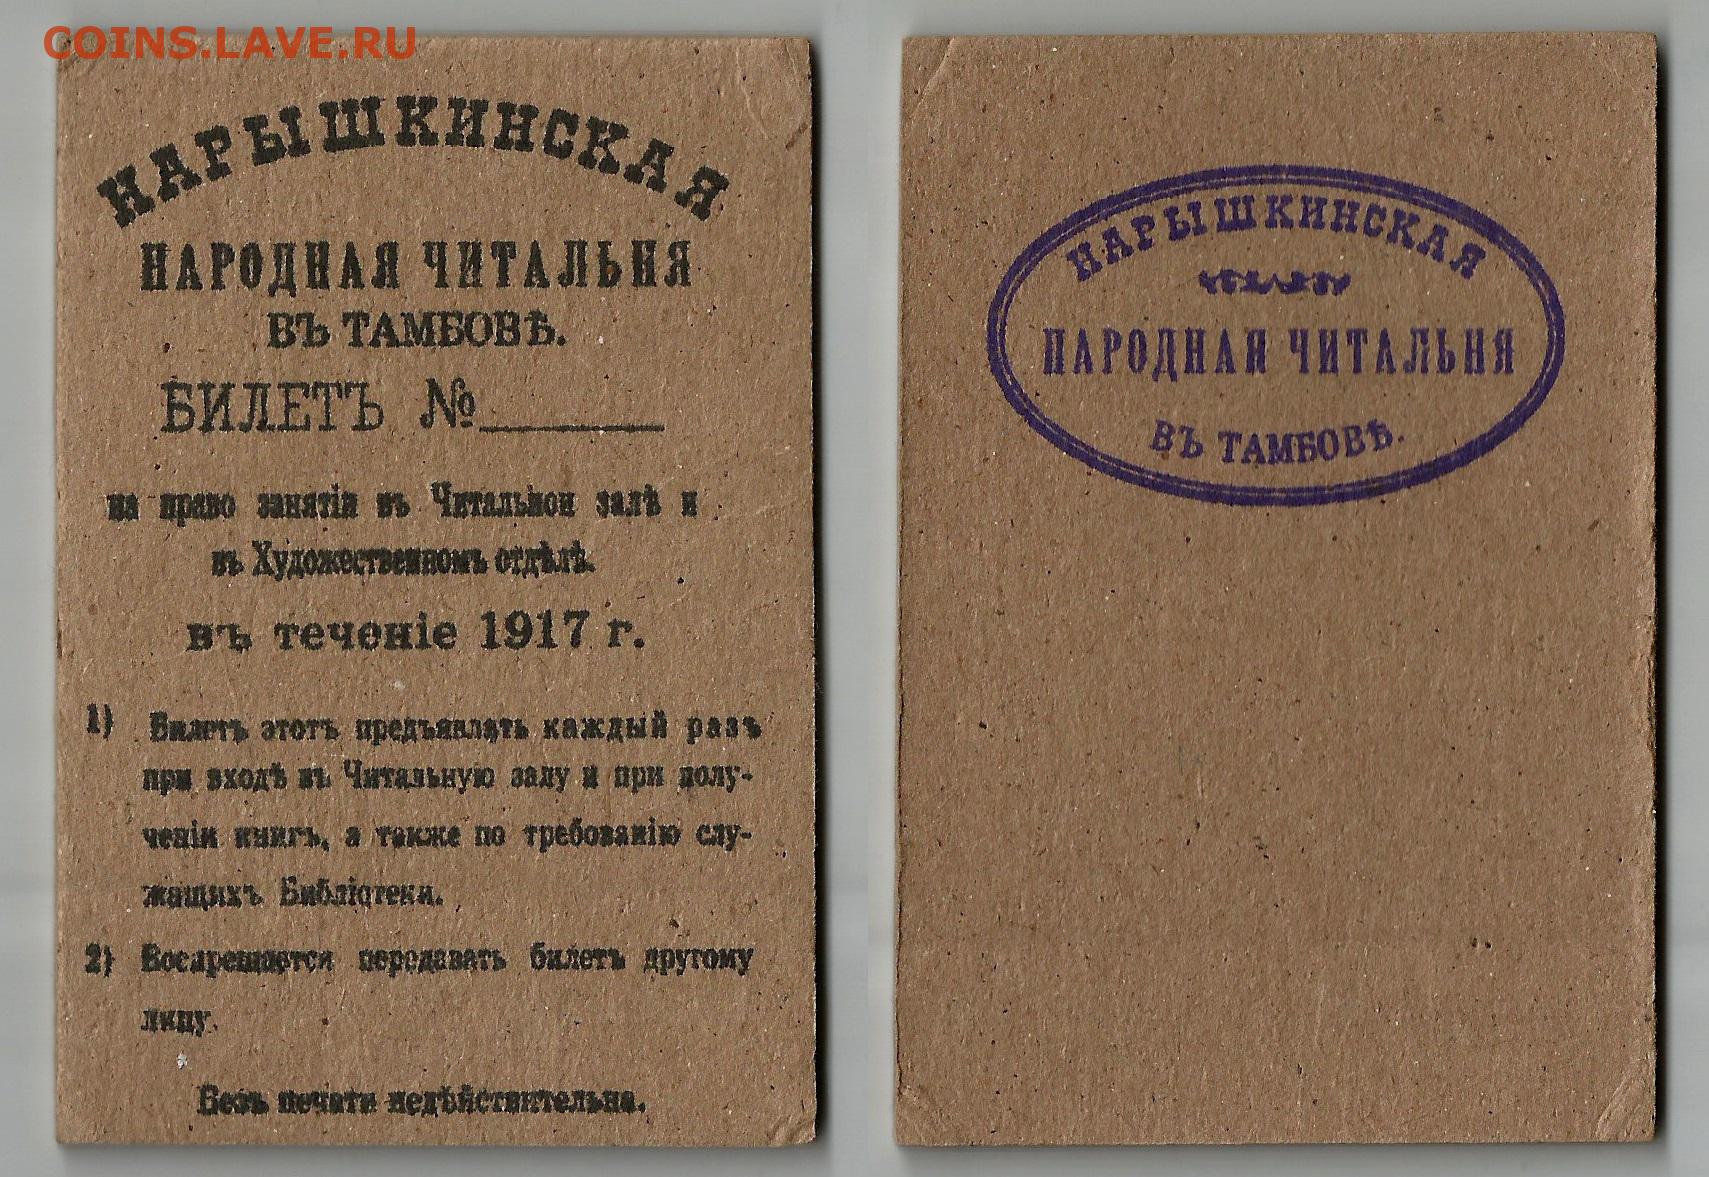 COINS.LAVE.RU
НАРЫШКИНСКАЯ
НАРОДНАЯ ЧИТАЛЬНЯ
ВЪ ТАМБОВѢ.
БИЛЕТЪ №
на право занятій въ Читальной залѣ и
въ Художественномъ отдѣлѣ.
въ теченіе 1917 г.
1) Билетъ этотъ предъявлять каждый разъ
при входѣ въ Читальную залу и при полу-
ченіи книгъ, а также по требованію слу-
жащихъ Библіотеки.
2) Воспрещается передавать билетъ другому
лицу.
Безъ печати недѣйствительна.
НАРЫШКИНСКАЯ
НАРОДНАЯ ЧИТАЛЬНЯ
ВЪ ТАМБОВѢ.